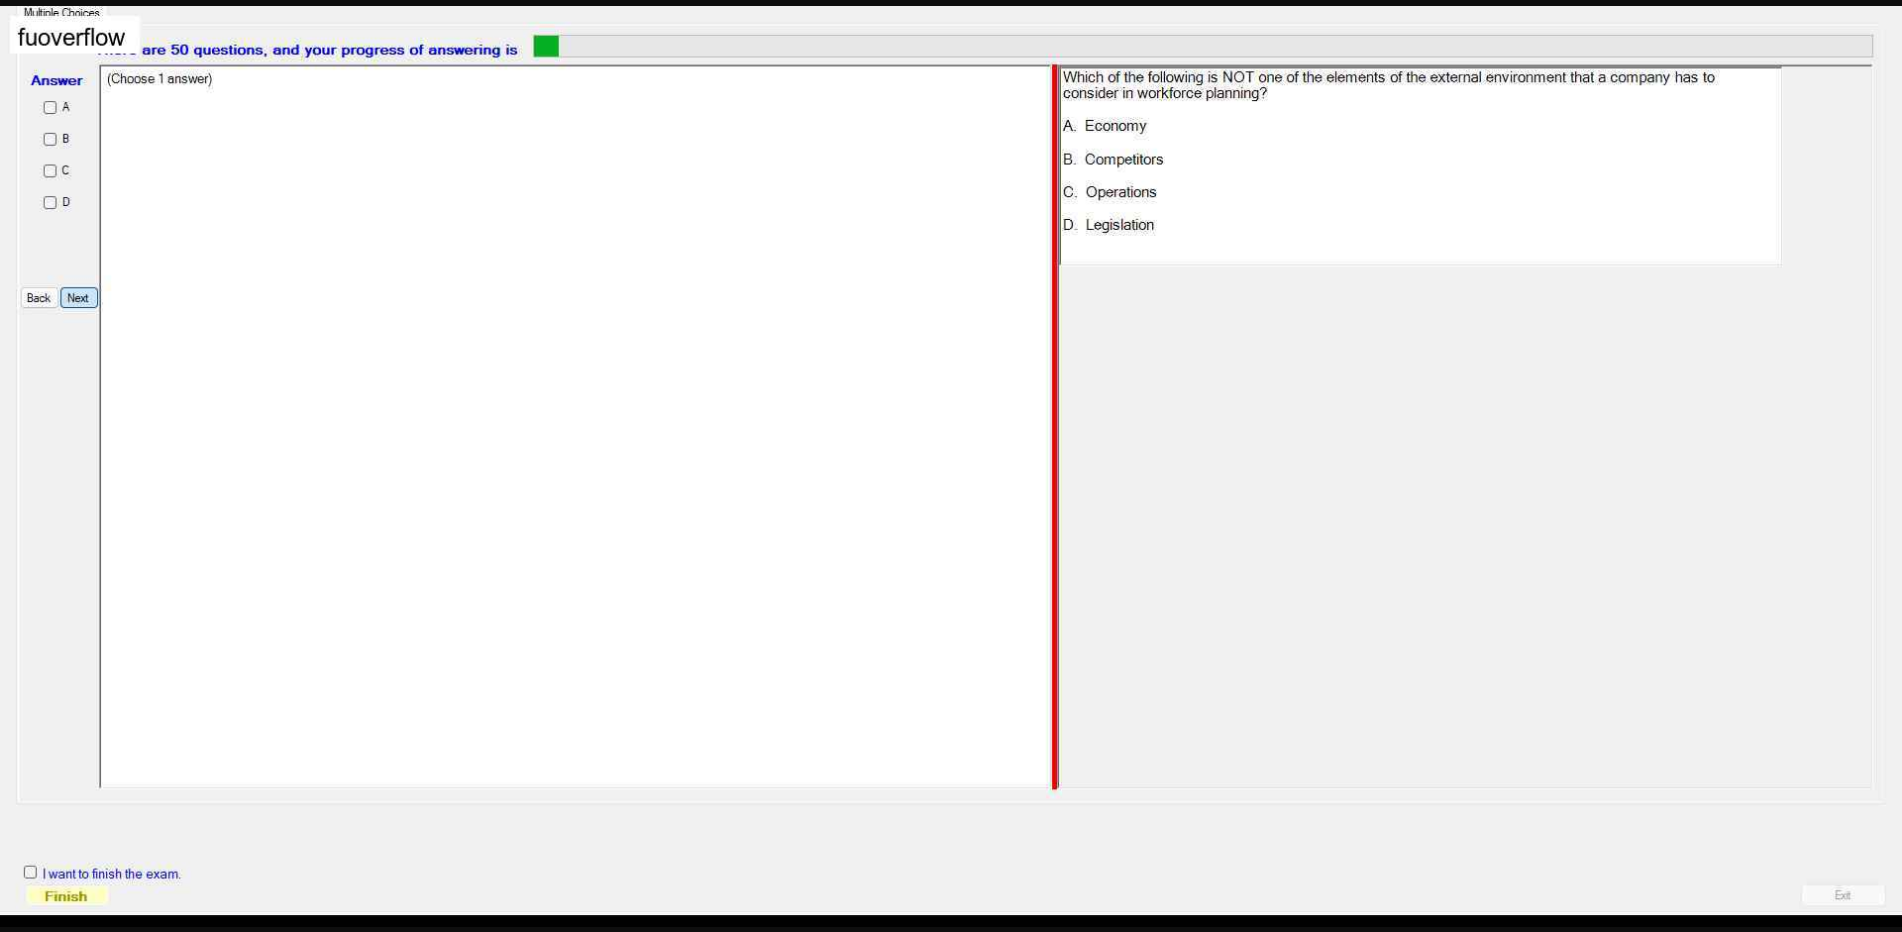 Multiple Choices
fuoverflow
are 50 questions, and your progress of answering is
Answer
(Choose 1 answer)
A
B
C
D
Back
Next
Which of the following is NOT one of the elements of the external environment that a company has to
consider in workforce planning?
A. Economy
B. Competitors
C. Operations
D. Legislation
I want to finish the exam.
Finish
Exit